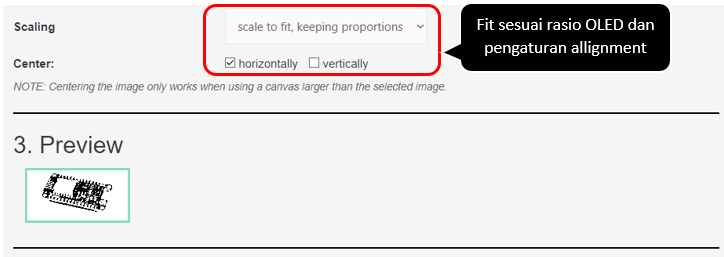 Scaling
scale to fit, keeping proportions
Fit sesuai rasio OLED dan
pengaturan allignment
Center:
horizontally
vertically
NOTE: Centering the image only works when using a canvas larger than the selected image.
3. Preview